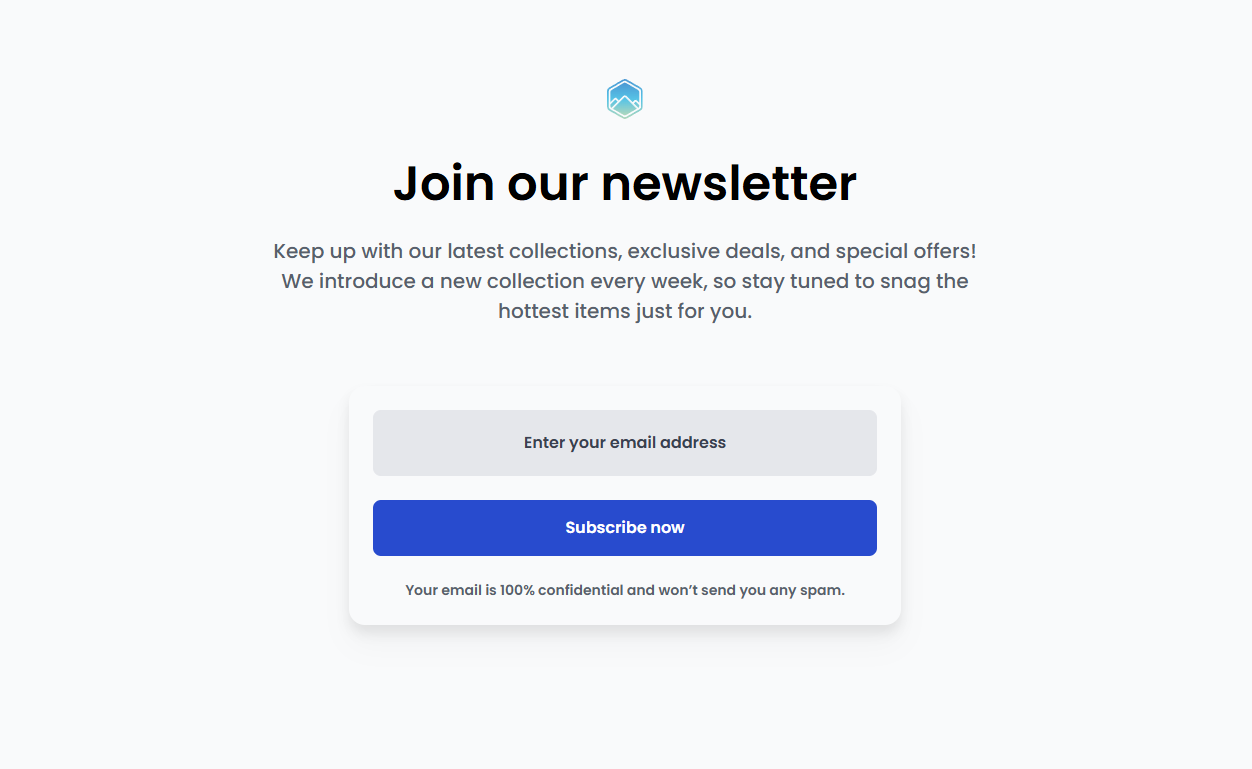 Join our newsletter
Keep up with our latest collections, exclusive deals, and special offers!
We introduce a new collection every week, so stay tuned to snag the
hottest items just for you.
Enter your email address
Subscribe now
Your email is 100% confidential and won’t send you any spam.